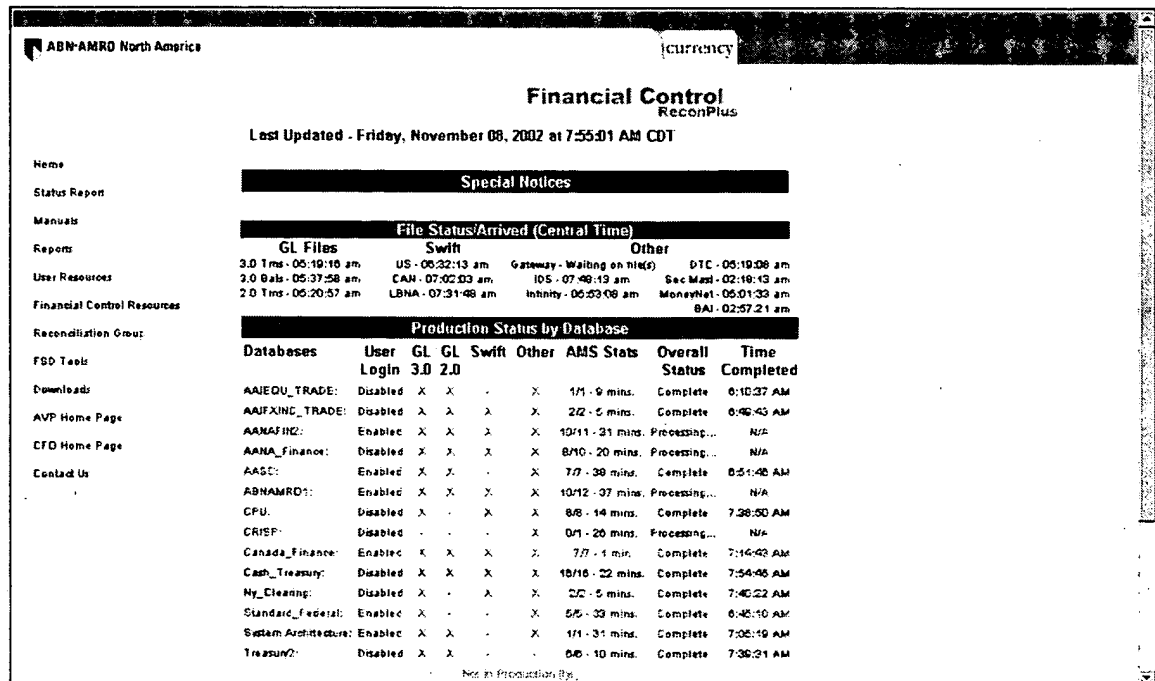 ABN·AMRO North America
currency
Financial Control
ReconPlus
Last Updated - Friday, November 08, 2002 at 7:55:01 AM CDT
Home
Status Report
Manuals
Reports
User Resources
Financial Control Resources
Reconciliation Group
FSD Tools
Downloads
AVP Home Page
CFO Home Page
Contact Us
Special Notices
File Status/Arrived (Central Time)
GL Files Swift Other
3.0 Trns - 05:19:16 am US - 06:32:13 am Gateway - Waiting on file(s) DTC - 05:19:08 am
3.0 Bals - 05:37:58 am CAN - 07:02:03 am IDS - 07:48:13 am Sec Mast - 02:18:13 am
2.0 Trns - 05:20:57 am LBNA - 07:31:48 am Infinity - 06:53:08 am MoneyNet - 05:01:33 am
BAI - 02:57:21 am
Production Status by Database
Databases User Login GL 3.0 GL 2.0 Swift Other AMS Stats Overall Status Time Completed
AAIEQU_TRADE: Disabled X X - X 1/1 - 9 mins. Complete 6:10:37 AM
AAIFXINC_TRADE: Disabled X X X X 2/2 - 5 mins. Complete 6:49:43 AM
AANAFIN2: Enabled X X X X 10/11 - 31 mins. Processing... N/A
AANA_Finance: Disabled X X X X 8/10 - 20 mins. Processing... N/A
Enabled X X - X 7/7 - 38 mins. Complete 6:51:46 AM
ABNAMRO1: Enabled X X X X 10/12 - 37 mins. Processing... N/A
CPU: Disabled X - X X 8/8 - 14 mins. Complete 7:38:50 AM
CRISP: Disabled - - - X 0/1 - 26 mins. Processing... N/A
Canada_Finance: Enabled X X X X 7/7 - 1 min. Complete 7:14:43 AM
Cash_Treasury: Disabled X X X X 16/16 - 22 mins. Complete 7:54:46 AM
Ny_Clearing: Disabled X - X X 2/2 - 5 mins. Complete 7:40:22 AM
Standard_Federal: Enabled X - - X 5/5 - 33 mins. Complete 6:45:10 AM
System Architecture: Enabled X X - X 1/1 - 31 mins. Complete 7:05:19 AM
Treasury2: Disabled X X - - 6/6 - 10 mins. Complete 7:39:31 AM
Not in Production